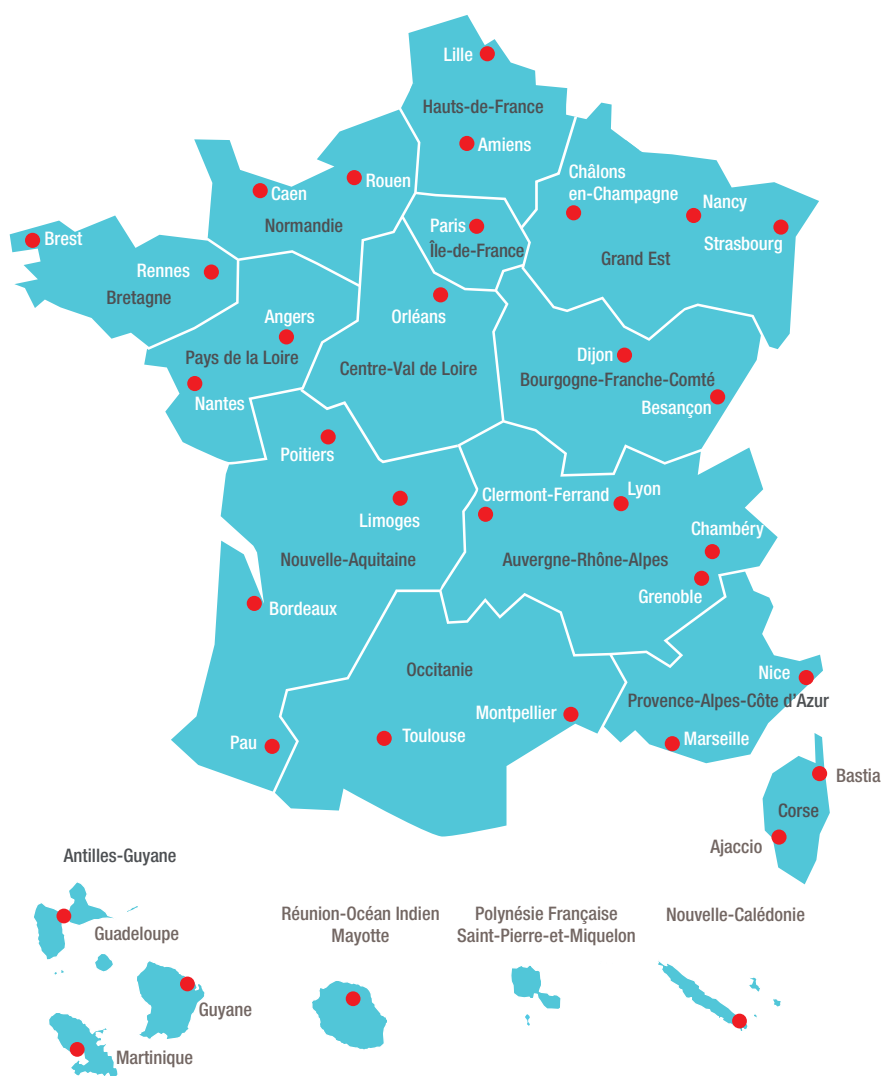 Lille
Hauts-de-France
Amiens
Châlons
en-Champagne
Nancy
Strasbourg
Grand Est
Caen
Rouen
Normandie
Paris
Île-de-France
Brest
Rennes
Bretagne
Angers
Pays de la Loire
Nantes
Orléans
Centre-Val de Loire
Dijon
Bourgogne-Franche-Comté
Besançon
Poitiers
Limoges
Nouvelle-Aquitaine
Bordeaux
Pau
Clermont-Ferrand
Lyon
Chambéry
Auvergne-Rhône-Alpes
Grenoble
Occitanie
Montpellier
Toulouse
Nice
Provence-Alpes-Côte d'Azur
Marseille
Bastia
Corse
Ajaccio
Antilles-Guyane
Guadeloupe
Guyane
Martinique
Réunion-Océan Indien
Mayotte
Polynésie Française
Saint-Pierre-et-Miquelon
Nouvelle-Calédonie